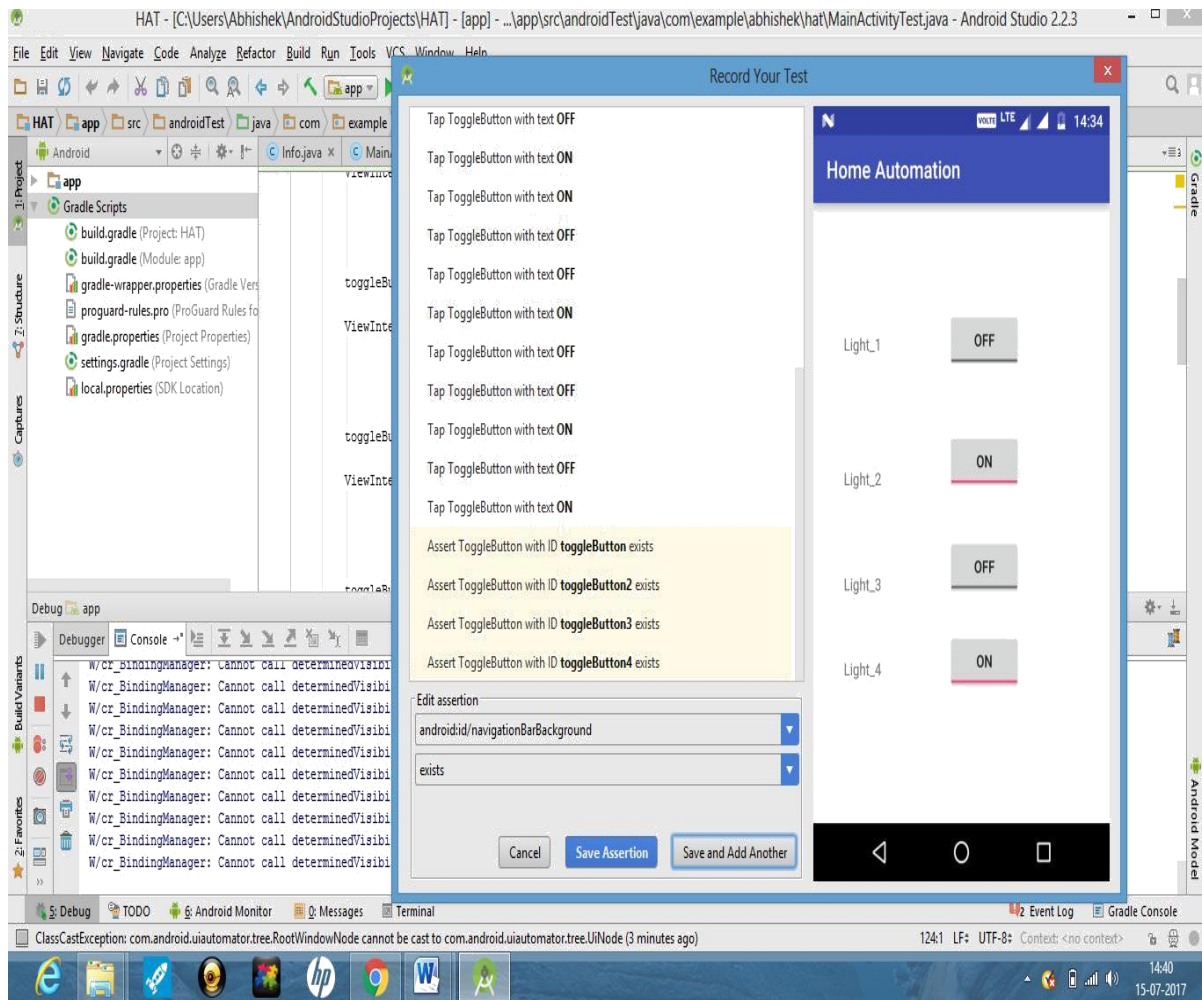 HAT - [C:\Users\Abhishek\AndroidStudioProjects\HAT] - [app] - ...\app\src\androidTest\java\com\example\abhishek\hat\MainActivityTest.java - Android Studio 2.2.3
File Edit View Navigate Code Analyze Refactor Build Run Tools VCS Window Help
app
HAT app src androidTest java com example
Android
Info.java
Main
1: Project
app
Gradle Scripts
build.gradle (Project: HAT)
build.gradle (Module: app)
gradle-wrapper.properties (Gradle Vers
proguard-rules.pro (ProGuard Rules fo
gradle.properties (Project Properties)
settings.gradle (Project Settings)
local.properties (SDK Location)
7: Structure
Captures
Build Variants
2: Favorites
toggleBu
ViewInte
toggleBu
ViewInte
Record Your Test
Tap ToggleButton with text OFF
Tap ToggleButton with text ON
Tap ToggleButton with text ON
Tap ToggleButton with text OFF
Tap ToggleButton with text OFF
Tap ToggleButton with text ON
Tap ToggleButton with text OFF
Tap ToggleButton with text OFF
Tap ToggleButton with text ON
Tap ToggleButton with text OFF
Tap ToggleButton with text ON
Assert ToggleButton with ID toggleButton exists
Assert ToggleButton with ID toggleButton2 exists
Assert ToggleButton with ID toggleButton3 exists
Assert ToggleButton with ID toggleButton4 exists
Edit assertion
android:id/navigationBarBackground
exists
Cancel Save Assertion Save and Add Another
VOLTE LTE 14:34
Home Automation
Light_1 OFF
Light_2 ON
Light_3 OFF
Light_4 ON
Gradle
Android Model
Debug app
Debugger Console
W/cr_BindingManager: Cannot call determinedVisibi
W/cr_BindingManager: Cannot call determinedVisibi
W/cr_BindingManager: Cannot call determinedVisibi
W/cr_BindingManager: Cannot call determinedVisibi
W/cr_BindingManager: Cannot call determinedVisibi
W/cr_BindingManager: Cannot call determinedVisibi
W/cr_BindingManager: Cannot call determinedVisibi
W/cr_BindingManager: Cannot call determinedVisibi
W/cr_BindingManager: Cannot call determinedVisibi
W/cr_BindingManager: Cannot call determinedVisibi
5: Debug TODO 6: Android Monitor 0: Messages Terminal 2 Event Log Gradle Console
ClassCastException: com.android.uiautomator.tree.RootWindowNode cannot be cast to com.android.uiautomator.tree.UiNode (3 minutes ago) 124:1 LF: UTF-8: Context: <no context>
hp
14:40
15-07-2017